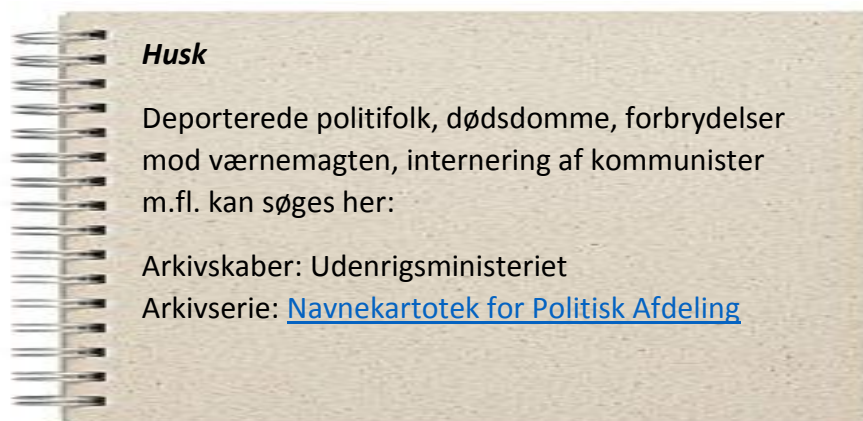 Husk
Deporterede politifolk, dødsdomme, forbrydelser
mod værnemagten, internering af kommunister
m.fl. kan søges her:
Arkivskaber: Udenrigsministeriet
Arkivserie: Navnekartotek for Politisk Afdeling